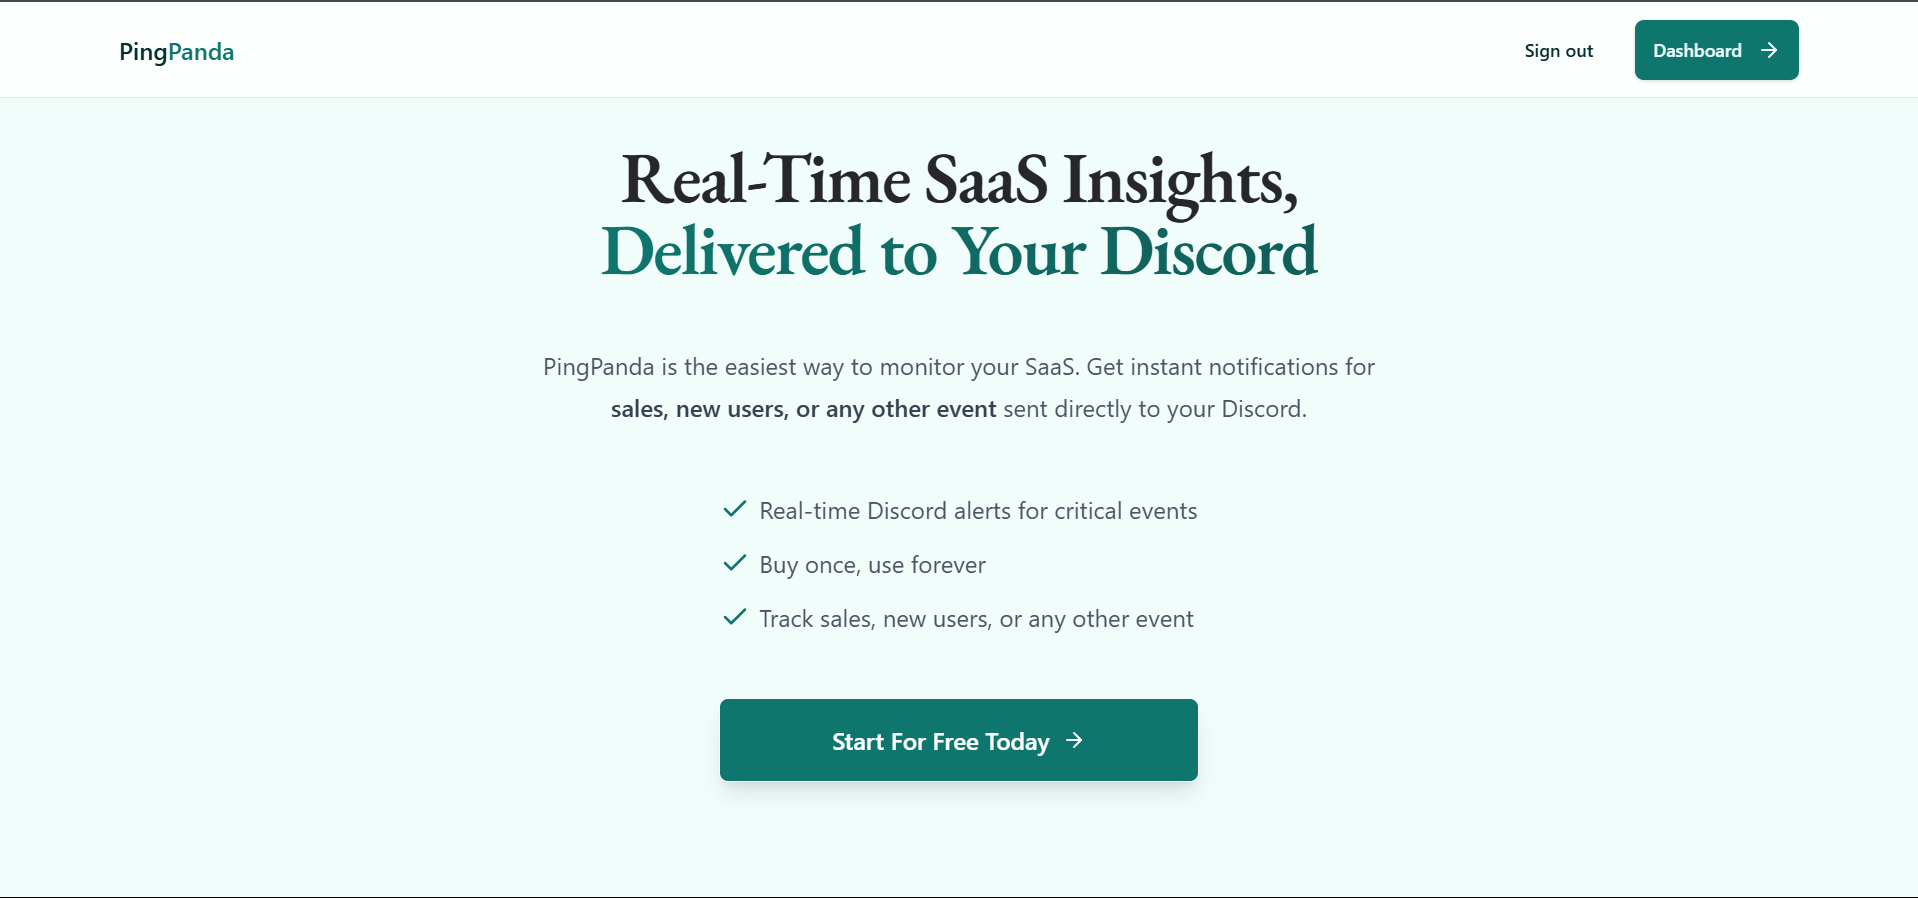 PingPanda
Sign out
Dashboard
Real-Time SaaS Insights,
Delivered to Your Discord
PingPanda is the easiest way to monitor your SaaS. Get instant notifications for
sales, new users, or any other event sent directly to your Discord.
Real-time Discord alerts for critical events
Buy once, use forever
Track sales, new users, or any other event
Start For Free Today